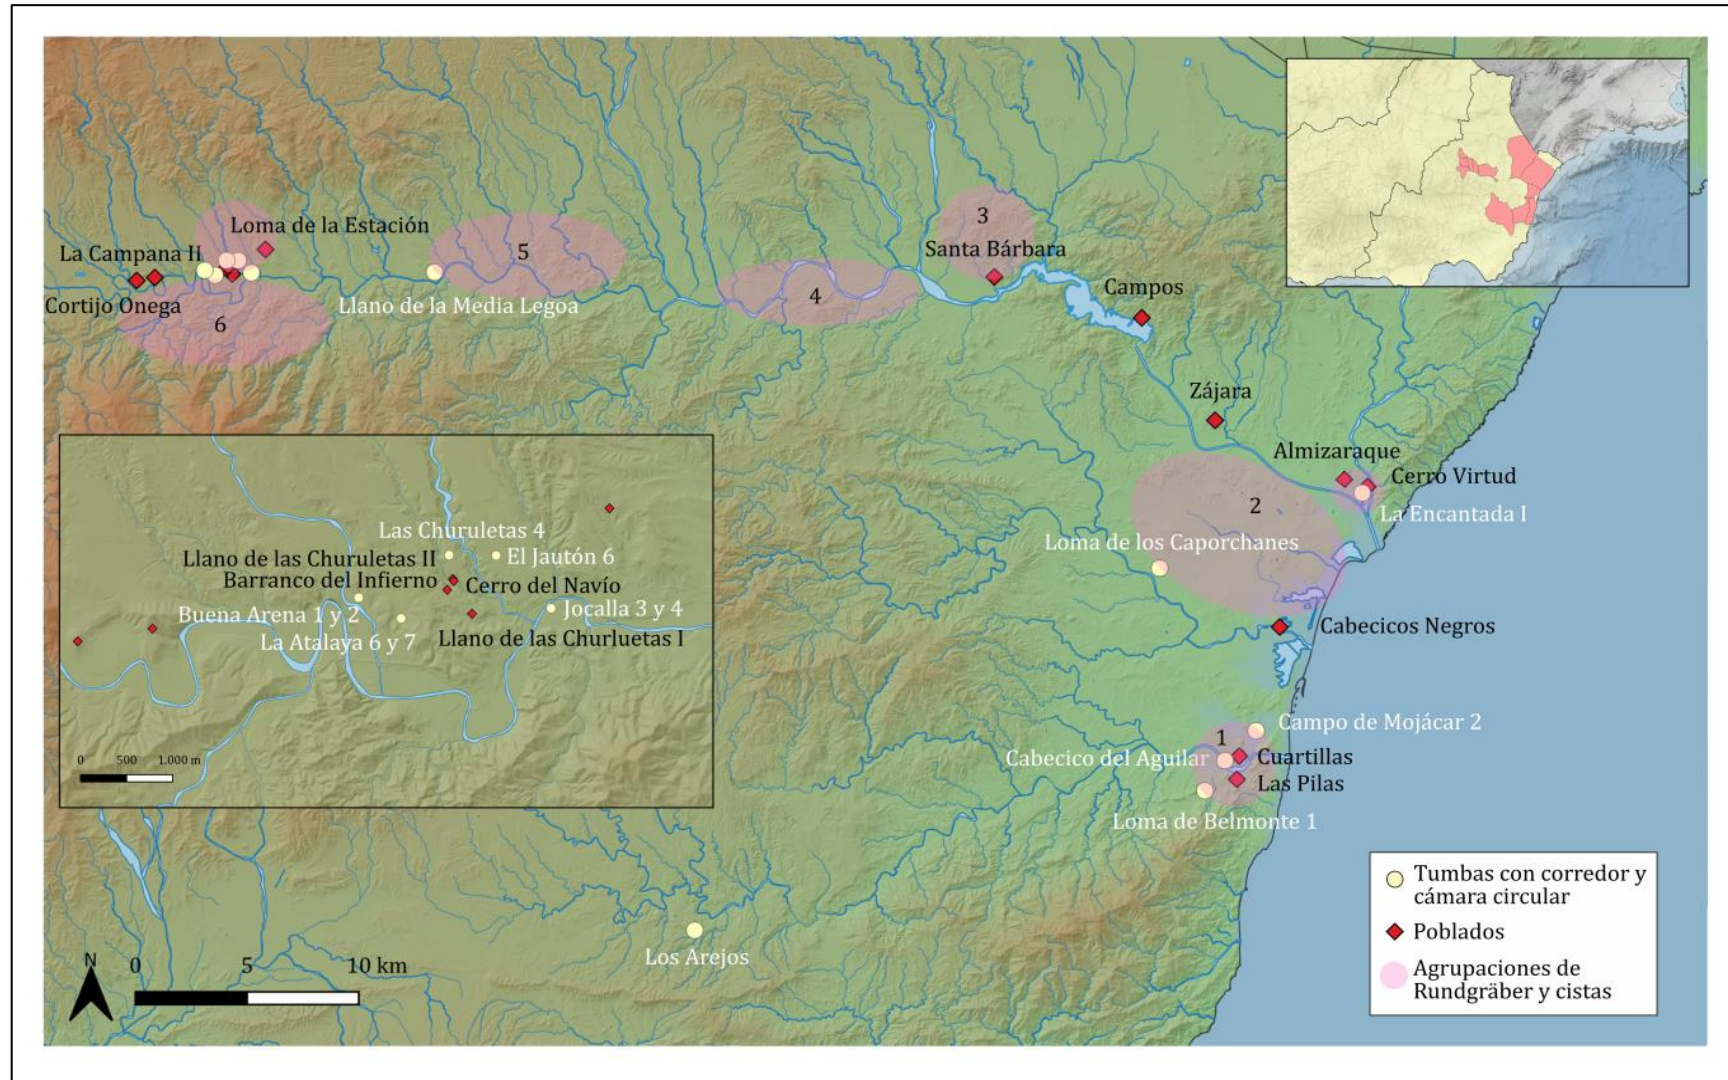 3
Loma de la Estación
5
Santa Bárbara
La Campana H
Campos
4
Cortijo Onega
Llano de la Media Legoa
6
Zájara
Almizaraque
Cerro Virtud
2
La Encantada I
Loma de los Caporchanes
Las Churuletas 4
Llano de las Churuletas II
El Jautón 6
Barranco del Infierno
Cerro del Navío
Buena Arena 1 y 2
Jocalla 3 y 4
La Atalaya 6 y 7
Llano de las Churluetas I
0 500 1.000 m
Cabecicos Negros
Campo de Mojácar 2
1
Cabecico del Aguilar
Cuartillas
Las Pilas
Loma de Belmonte 1
Los Arejos
N
0 5 10 km
Tumbas con corredor y
cámara circular
Poblados
Agrupaciones de
Rundgräber y cistas